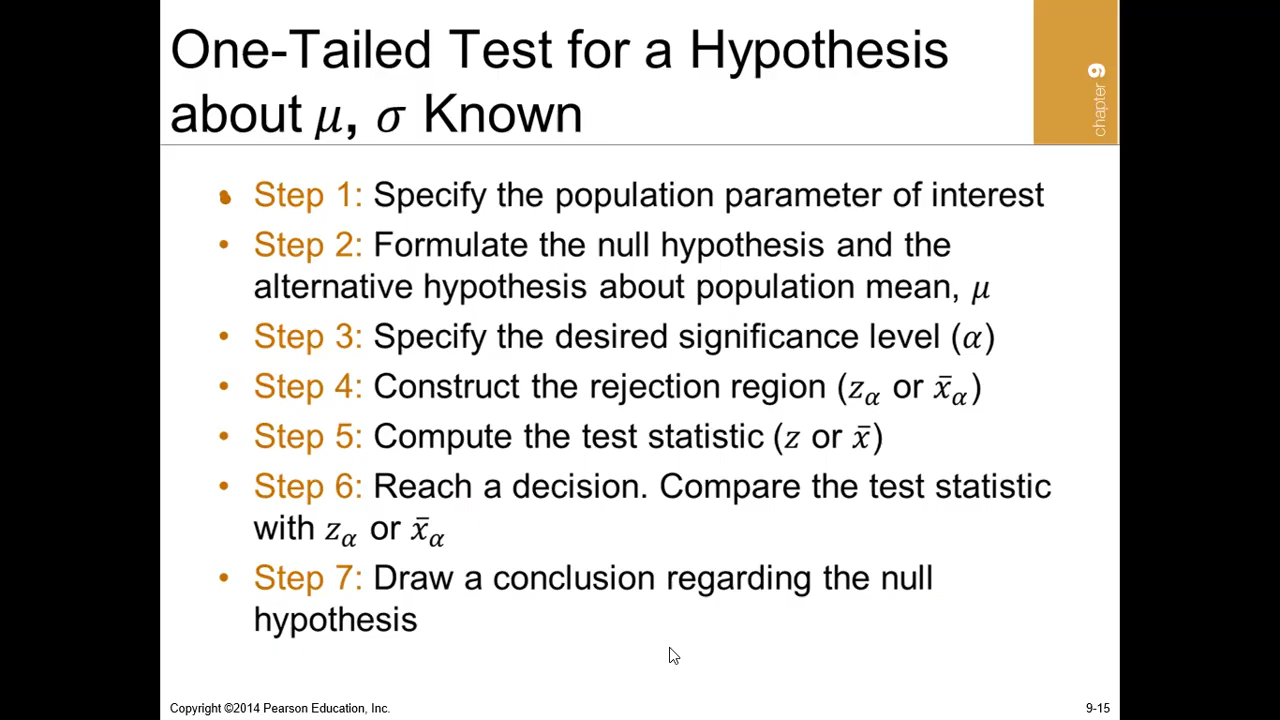 One-Tailed Test for a Hypothesis
about μ, σ Known
chapter 9
• Step 1: Specify the population parameter of interest
• Step 2: Formulate the null hypothesis and the
alternative hypothesis about population mean, μ
• Step 3: Specify the desired significance level (α)
• Step 4: Construct the rejection region (zα or x̄α)
• Step 5: Compute the test statistic (z or x̄)
• Step 6: Reach a decision. Compare the test statistic
with zα or x̄α
• Step 7: Draw a conclusion regarding the null
hypothesis
Copyright ©2014 Pearson Education, Inc.
9-15